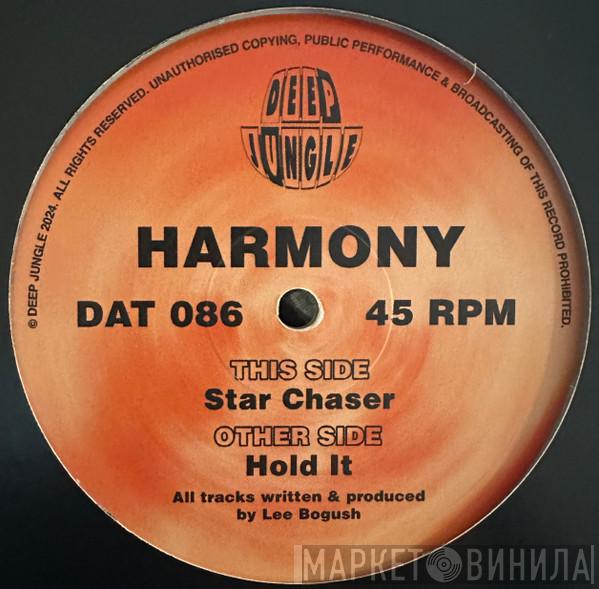 © DEEP JUNGLE 2024. ALL RIGHTS RESERVED. UNAUTHORISED COPYING, PUBLIC PERFORMANCE & BROADCASTING OF THIS RECORD PROHIBITED.
DEEP
JUNGLE
HARMONY
DAT 086
45 RPM
THIS SIDE
Star Chaser
OTHER SIDE
Hold It
All tracks written & produced
by Lee Bogush
МАРКЕТ ВИНИЛА